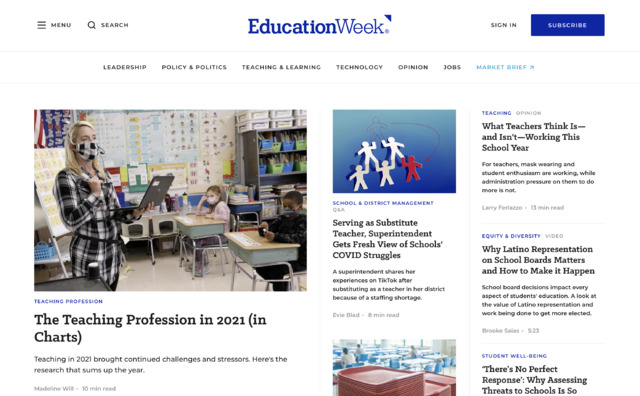 MENU
SEARCH
EducationWeek®
SIGN IN
SUBSCRIBE
LEADERSHIP
POLICY & POLITICS
TEACHING & LEARNING
TECHNOLOGY
OPINION
JOBS
MARKET BRIEF
TEACHING PROFESSION
The Teaching Profession in 2021 (in
Charts)
Teaching in 2021 brought continued challenges and stressors. Here's the
research that sums up the year.
Madeline Will • 10 min read
SCHOOL & DISTRICT MANAGEMENT
Q&A
Serving as Substitute
Teacher, Superintendent
Gets Fresh View of Schools'
COVID Struggles
A superintendent shares her
experiences on TikTok after
substituting as a teacher in her district
because of a staffing shortage.
Evie Blad • 8 min read
TEACHING OPINION
What Teachers Think Is—
and Isn't—Working This
School Year
For teachers, mask wearing and
student enthusiasm are working, while
administration pressure on them to do
more is not.
Larry Ferlazzo • 13 min read
EQUITY & DIVERSITY VIDEO
Why Latino Representation
on School Boards Matters
and How to Make it Happen
School board decisions impact every
aspect of students' education. A look at
the value of Latino representation and
work being done to get more elected.
Brooke Saias • 5:23
STUDENT WELL-BEING
'There's No Perfect
Response': Why Assessing
Threats to Schools Is So